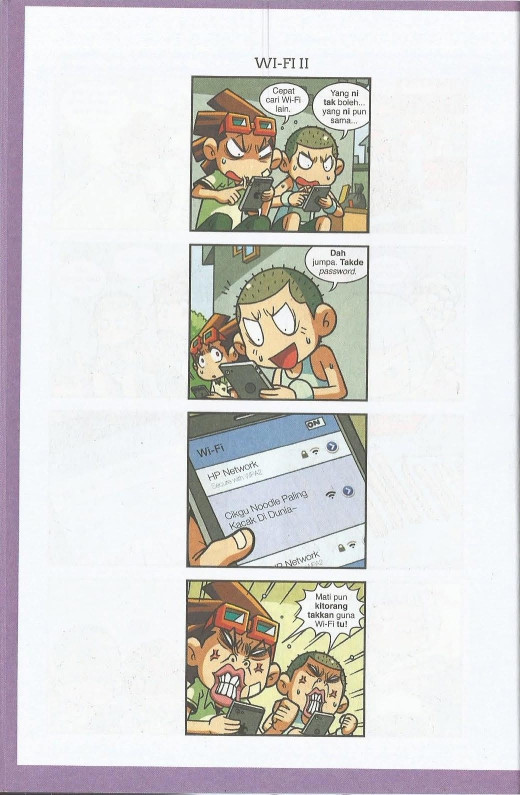 WI-FI II
Cepat
cari Wi-Fi
lain.
Yang ni
tak boleh...
yang ni pun
sama...
Dah
jumpa. Takde
password.
ON
Wi-Fi
HP Network
Secure with WPA2
Cikgu Noodle Paling
Kacak Di Dunia~
HP Network
WPA2
Mati pun
kitorang
takkan guna
Wi-Fi tu!